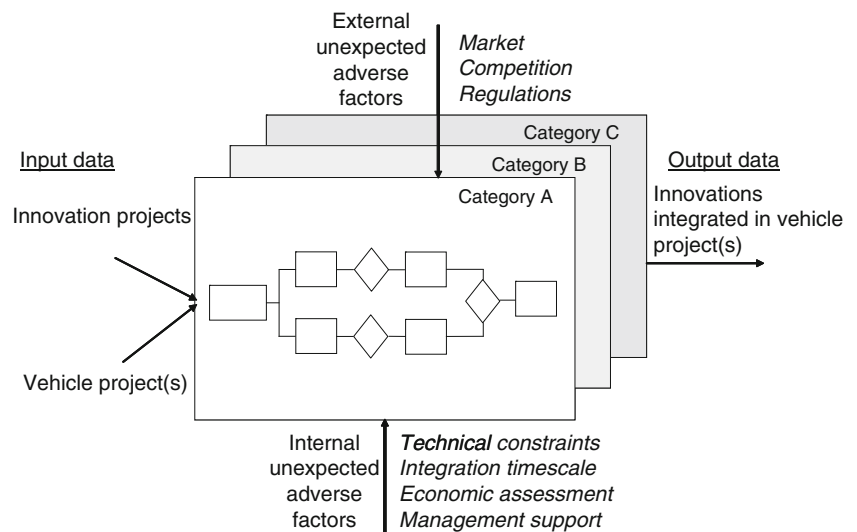 External
unexpected
adverse
factors
Market
Competition
Regulations
Category C
Category B
Category A
Input data
Innovation projects
Vehicle project(s)
Output data
Innovations
integrated in vehicle
project(s)
Internal
unexpected
adverse
factors
Technical constraints
Integration timescale
Economic assessment
Management support